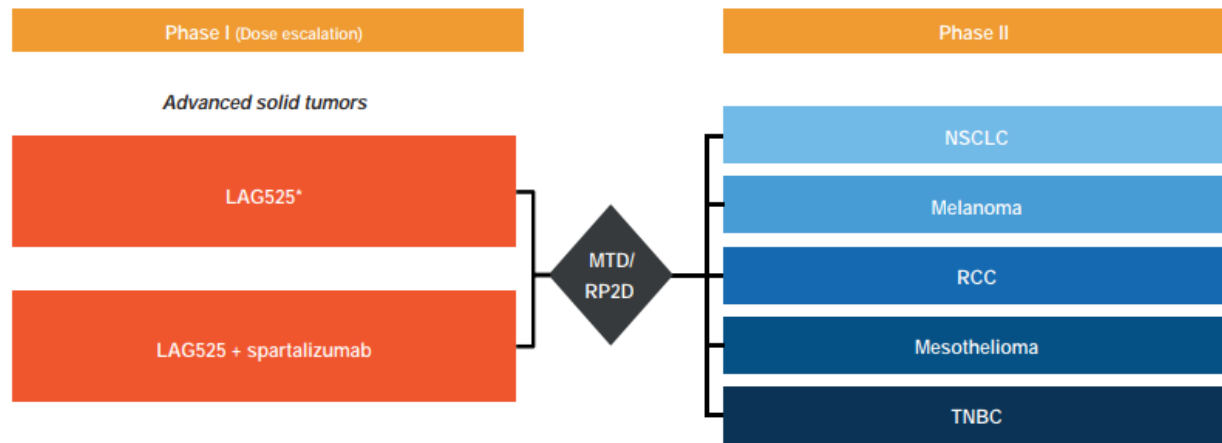 Phase I (Dose escalation)
Phase II
Advanced solid tumors
LAG525*
LAG525 + spartalizumab
MTD/
RP2D
NSCLC
Melanoma
RCC
Mesothelioma
TNBC